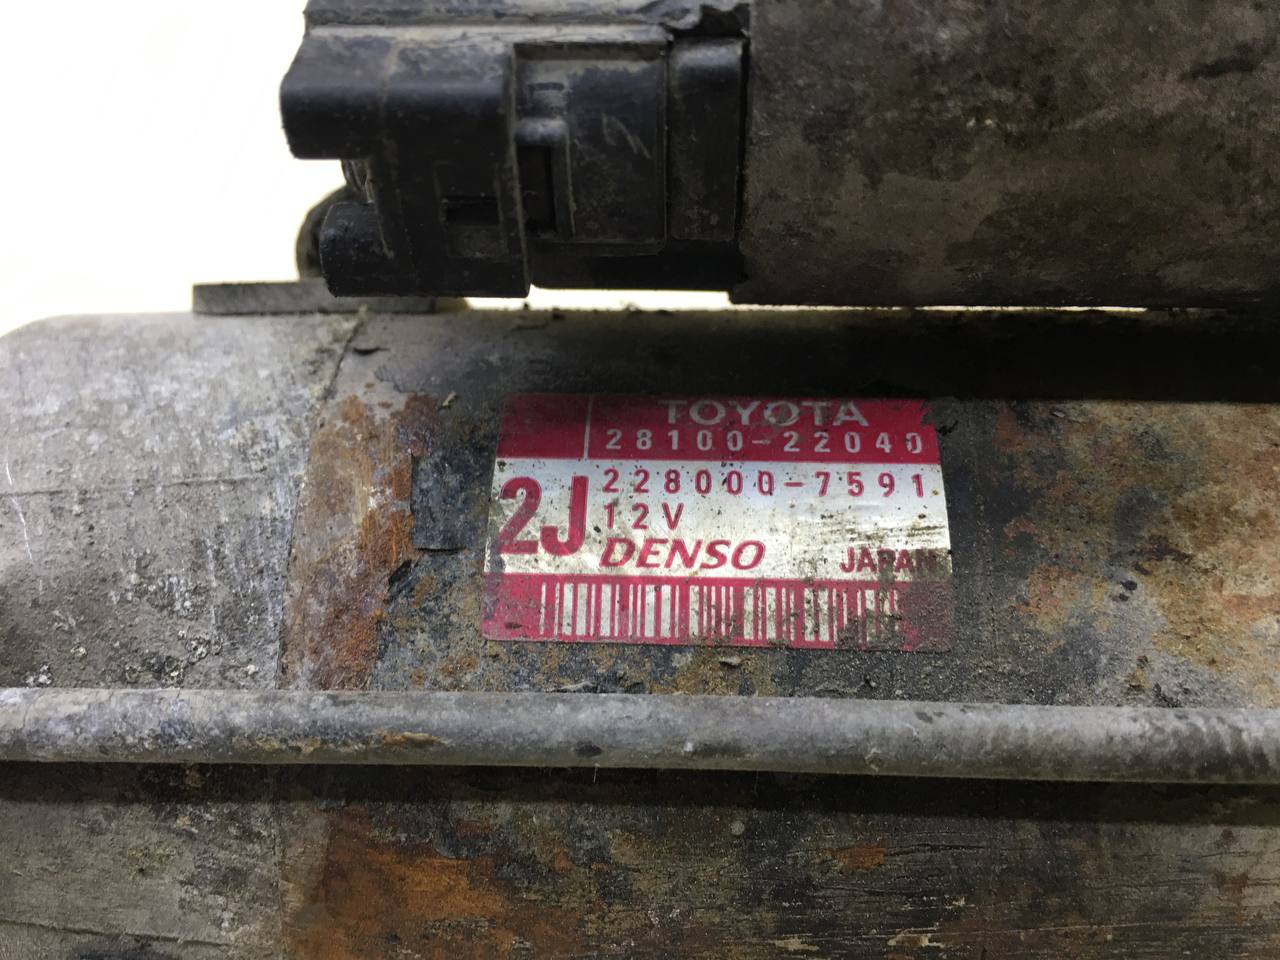 TOYOTA
28100-22040
2J
228000-7591
12V
DENSO JAPAN